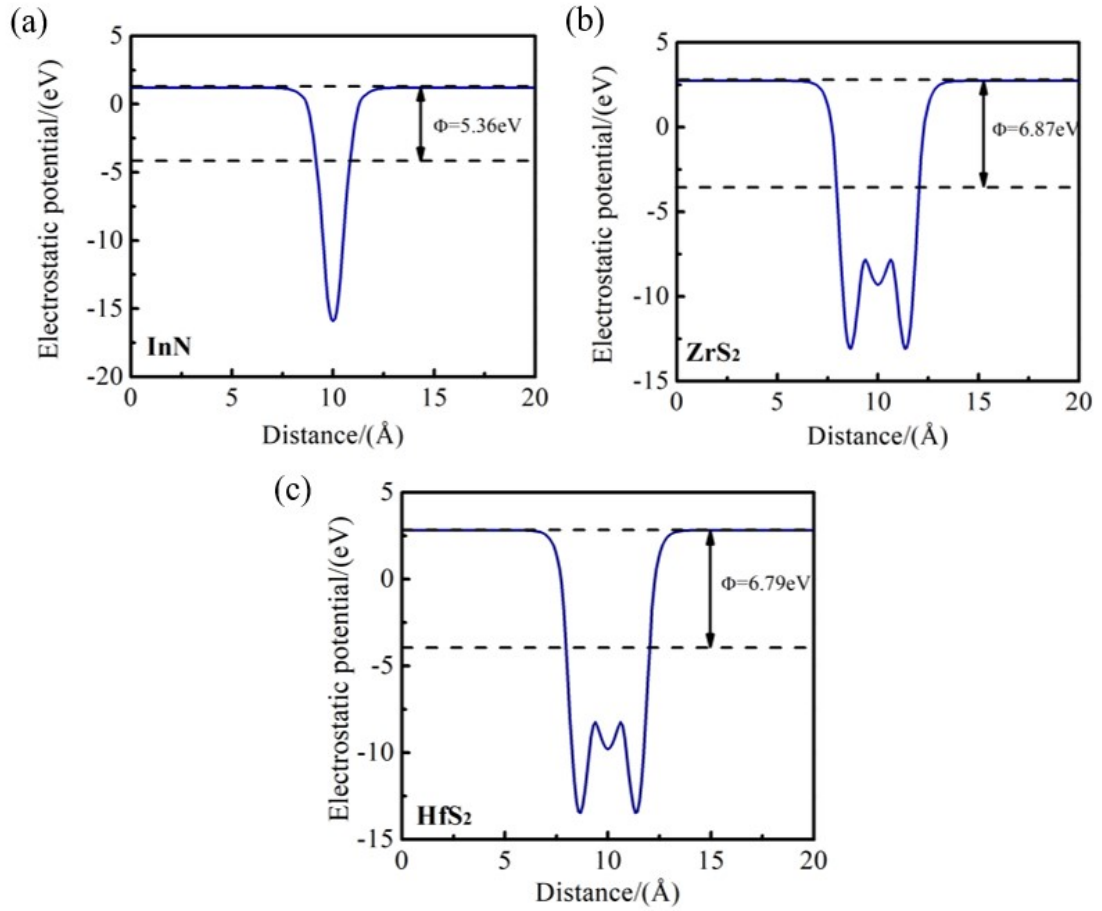 (a)
5
0
-5
-10
-15
-20
Electrostatic potential/(eV)
Φ=5.36eV
InN
0 5 10 15 20
Distance/(Å)
(b)
5
0
-5
-10
-15
Electrostatic potential/(eV)
Φ=6.87eV
ZrS₂
0 5 10 15 20
Distance/(Å)
(c)
5
0
-5
-10
-15
Electrostatic potential/(eV)
Φ=6.79eV
HfS₂
0 5 10 15 20
Distance/(Å)